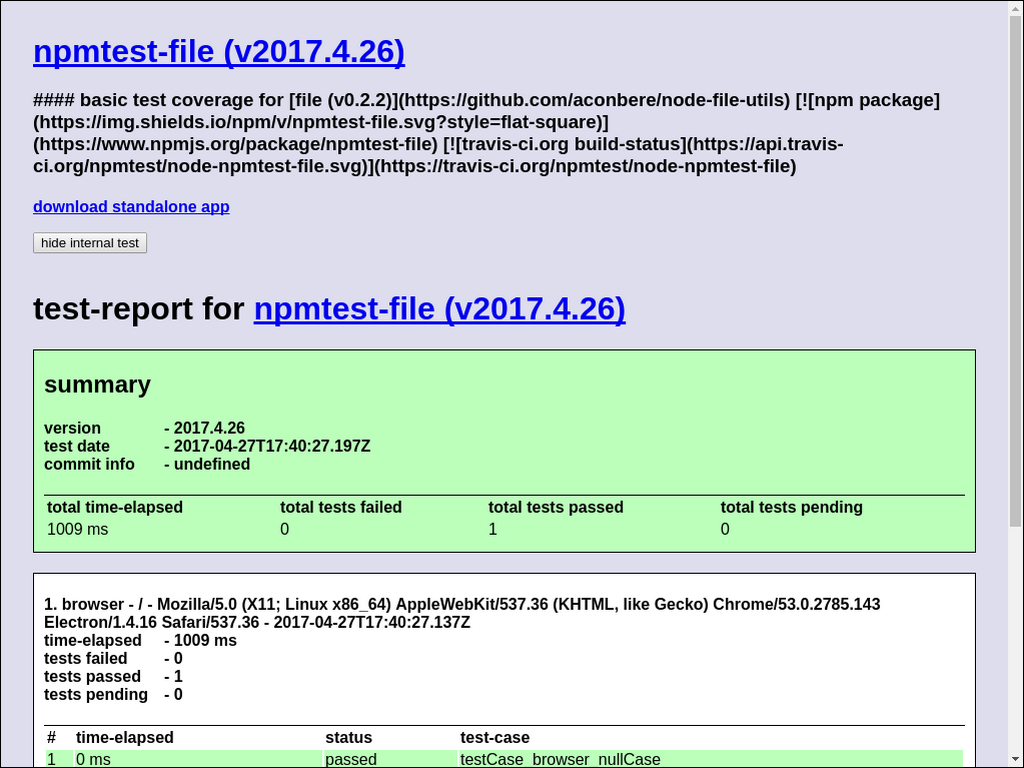 npmtest-file (v2017.4.26)
#### basic test coverage for [file (v0.2.2)](https://github.com/aconbere/node-file-utils) [![npm package]
(https://img.shields.io/npm/v/npmtest-file.svg?style=flat-square)]
(https://www.npmjs.org/package/npmtest-file) [![travis-ci.org build-status](https://api.travis-
ci.org/npmtest/node-npmtest-file.svg)](https://travis-ci.org/npmtest/node-npmtest-file)
download standalone app
hide internal test
test-report for npmtest-file (v2017.4.26)
summary
version - 2017.4.26
test date - 2017-04-27T17:40:27.197Z
commit info - undefined
total time-elapsed total tests failed total tests passed total tests pending
1009 ms 0 1 0
1. browser - / - Mozilla/5.0 (X11; Linux x86_64) AppleWebKit/537.36 (KHTML, like Gecko) Chrome/53.0.2785.143
Electron/1.4.16 Safari/537.36 - 2017-04-27T17:40:27.137Z
time-elapsed - 1009 ms
tests failed - 0
tests passed - 1
tests pending - 0
# time-elapsed status test-case
1 0 ms passed testCase_browser_nullCase